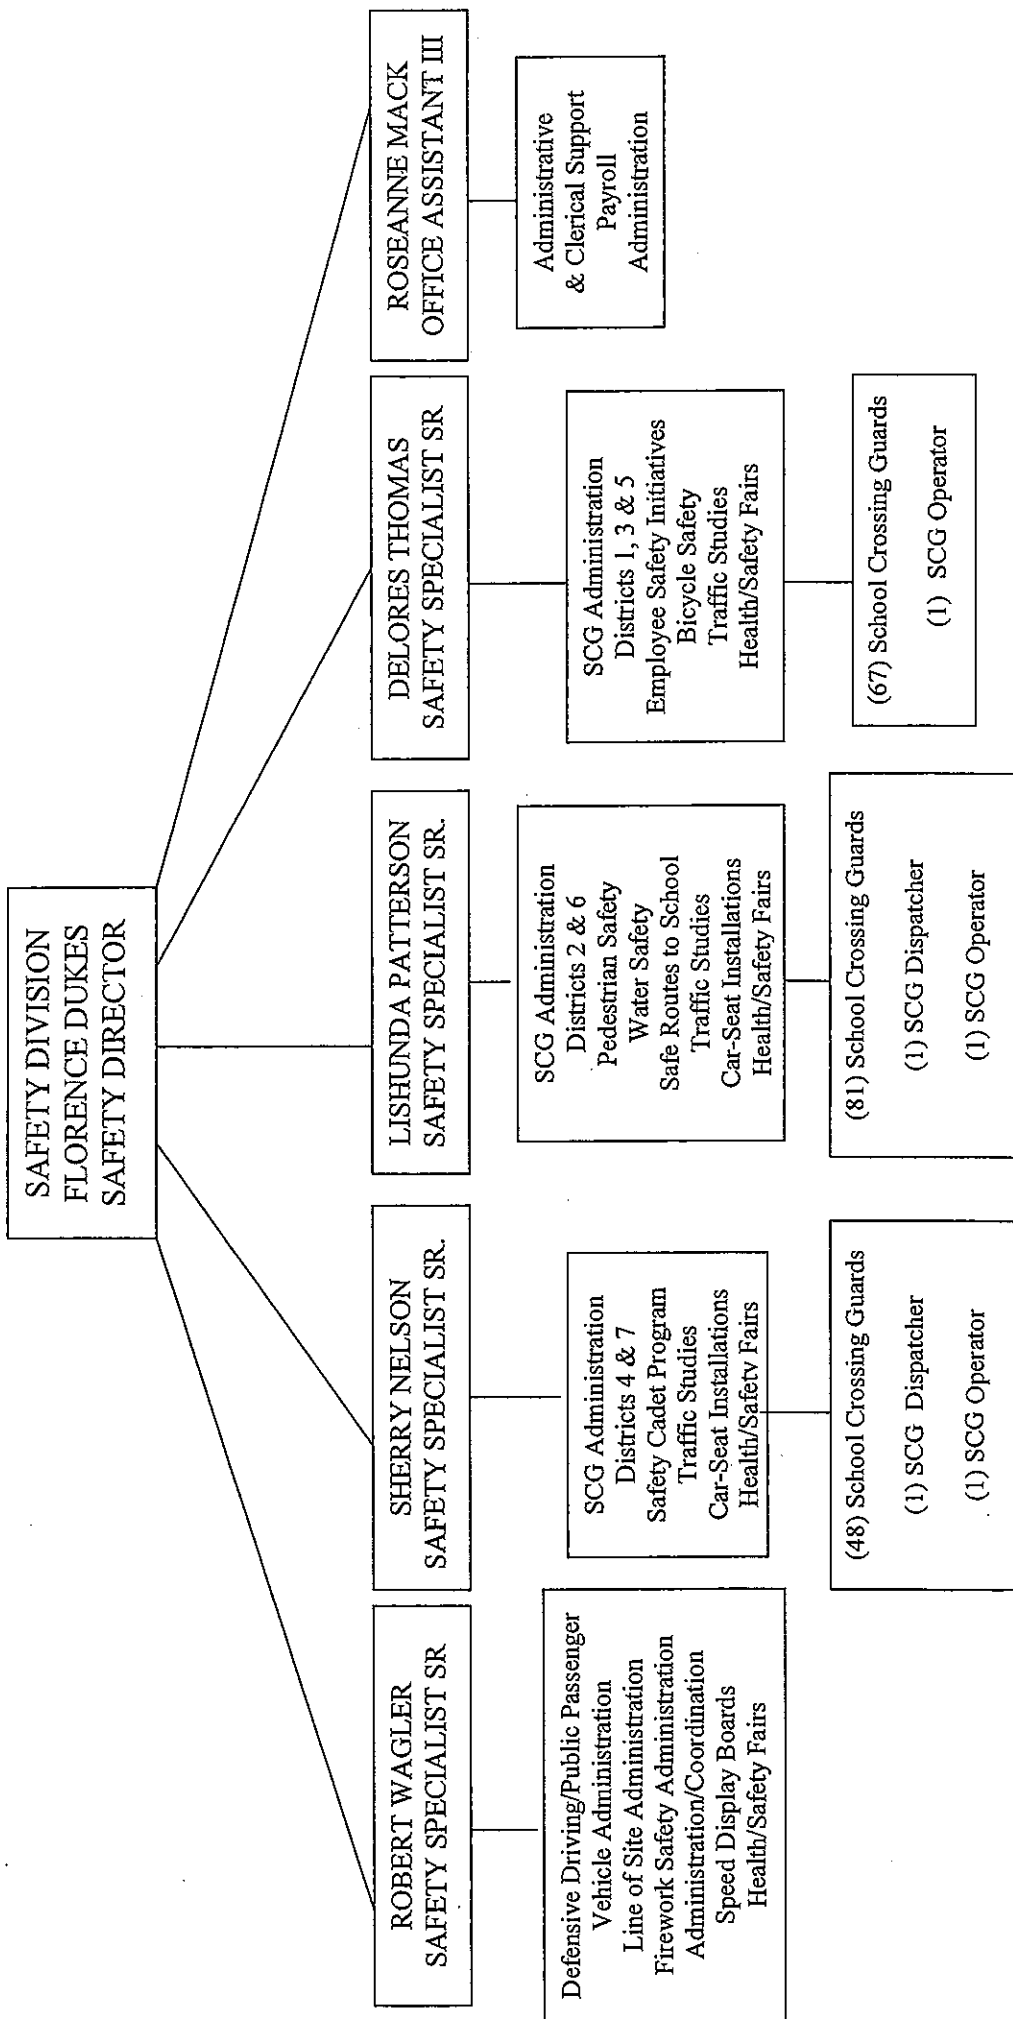 SAFETY DIVISION
FLORENCE DUKES
SAFETY DIRECTOR
ROBERT WAGLER
SAFETY SPECIALIST SR
SHERRY NELSON
SAFETY SPECIALIST SR.
LISHUNDA PATTERSON
SAFETY SPECIALIST SR.
DELORES THOMAS
SAFETY SPECIALIST SR
ROSEANNE MACK
OFFICE ASSISTANT III
Defensive Driving/Public Passenger
Vehicle Administration
Line of Site Administration
Firework Safety Administration
Administration/Coordination
Speed Display Boards
Health/Safety Fairs
SCG Administration
Districts 4 & 7
Safety Cadet Program
Traffic Studies
Car-Seat Installations
Health/Safety Fairs
SCG Administration
Districts 2 & 6
Pedestrian Safety
Water Safety
Safe Routes to School
Traffic Studies
Car-Seat Installations
Health/Safety Fairs
SCG Administration
Districts 1, 3 & 5
Employee Safety Initiatives
Bicycle Safety
Traffic Studies
Health/Safety Fairs
Administrative
& Clerical Support
Payroll
Administration
(48) School Crossing Guards
(1) SCG Dispatcher
(1) SCG Operator
(81) School Crossing Guards
(1) SCG Dispatcher
(1) SCG Operator
(67) School Crossing Guards
(1) SCG Operator